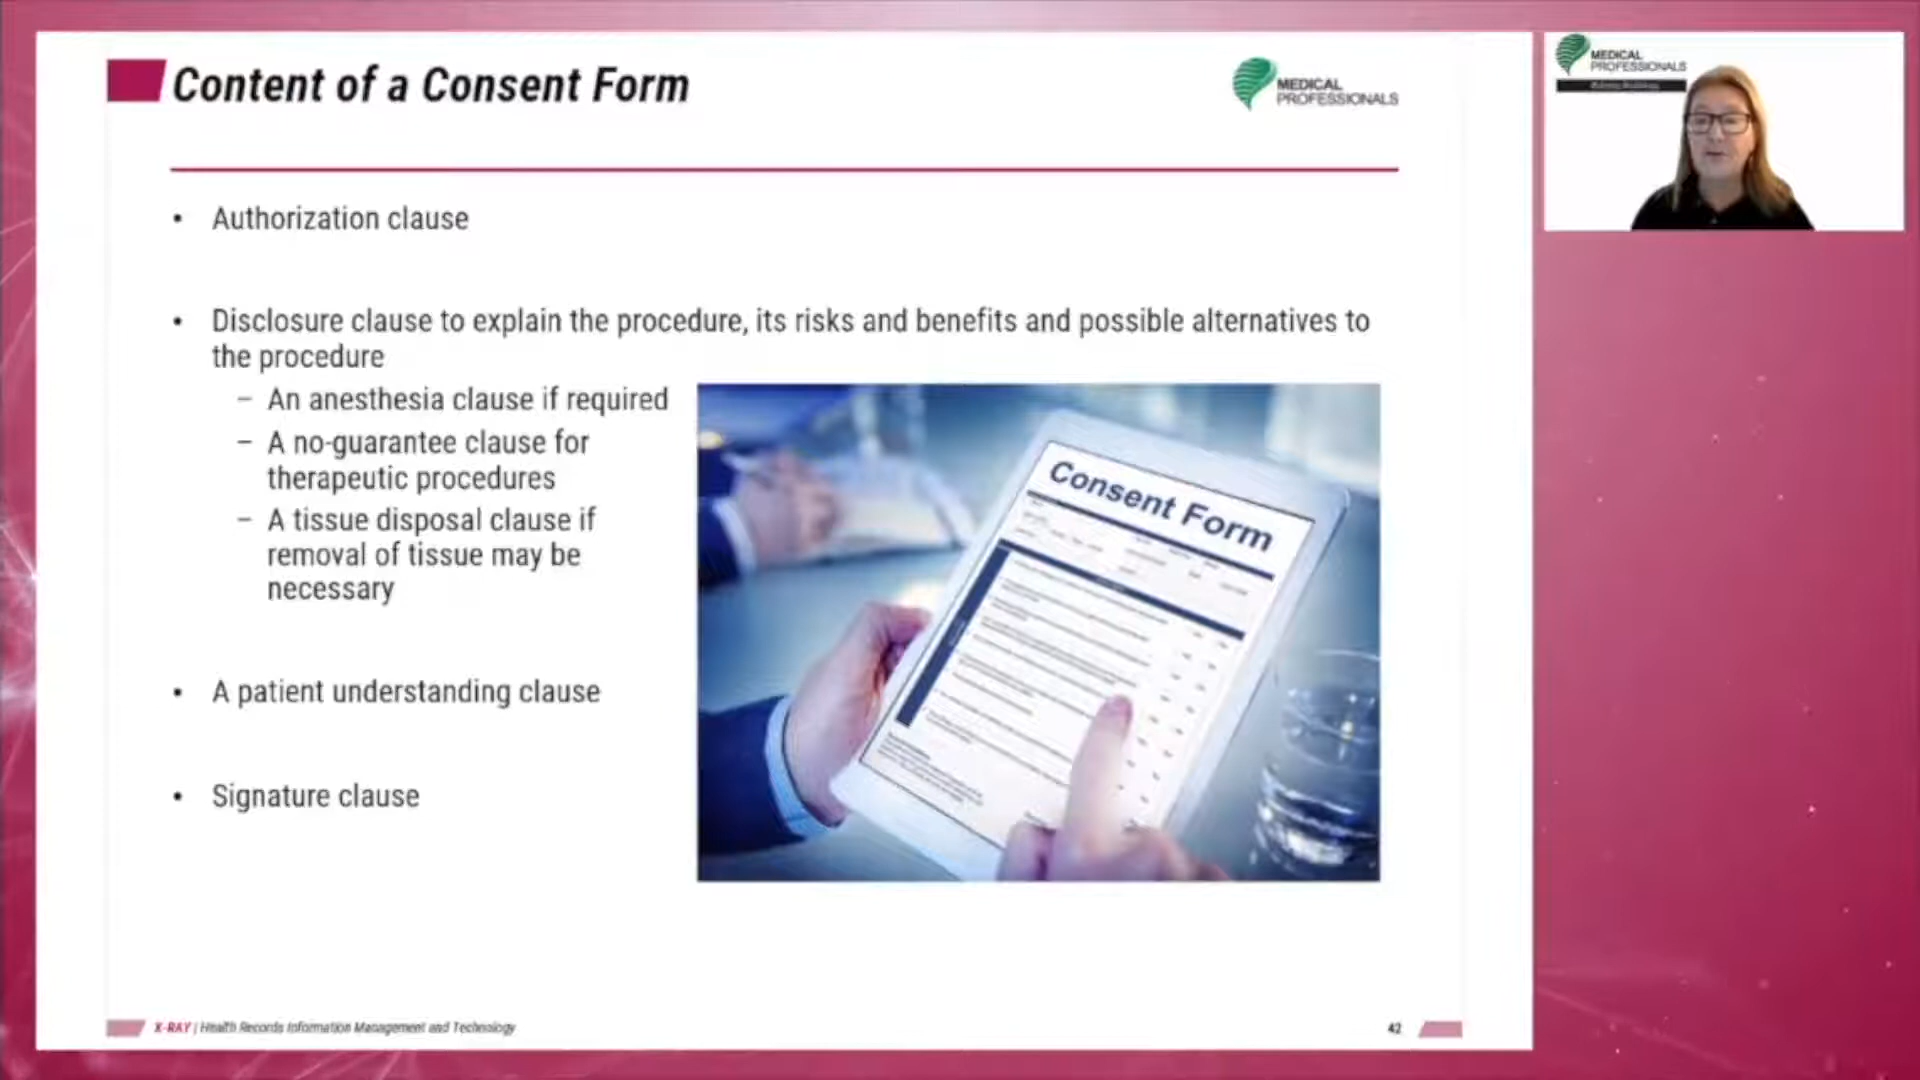 Content of a Consent Form
MEDICAL
PROFESSIONALS
MEDICAL
PROFESSIONALS
• Authorization clause
• Disclosure clause to explain the procedure, its risks and benefits and possible alternatives to
the procedure
– An anesthesia clause if required
– A no-guarantee clause for
therapeutic procedures
– A tissue disposal clause if
removal of tissue may be
necessary
Consent Form
• A patient understanding clause
• Signature clause
X-RAY | Health Records Information Management and Technology
42